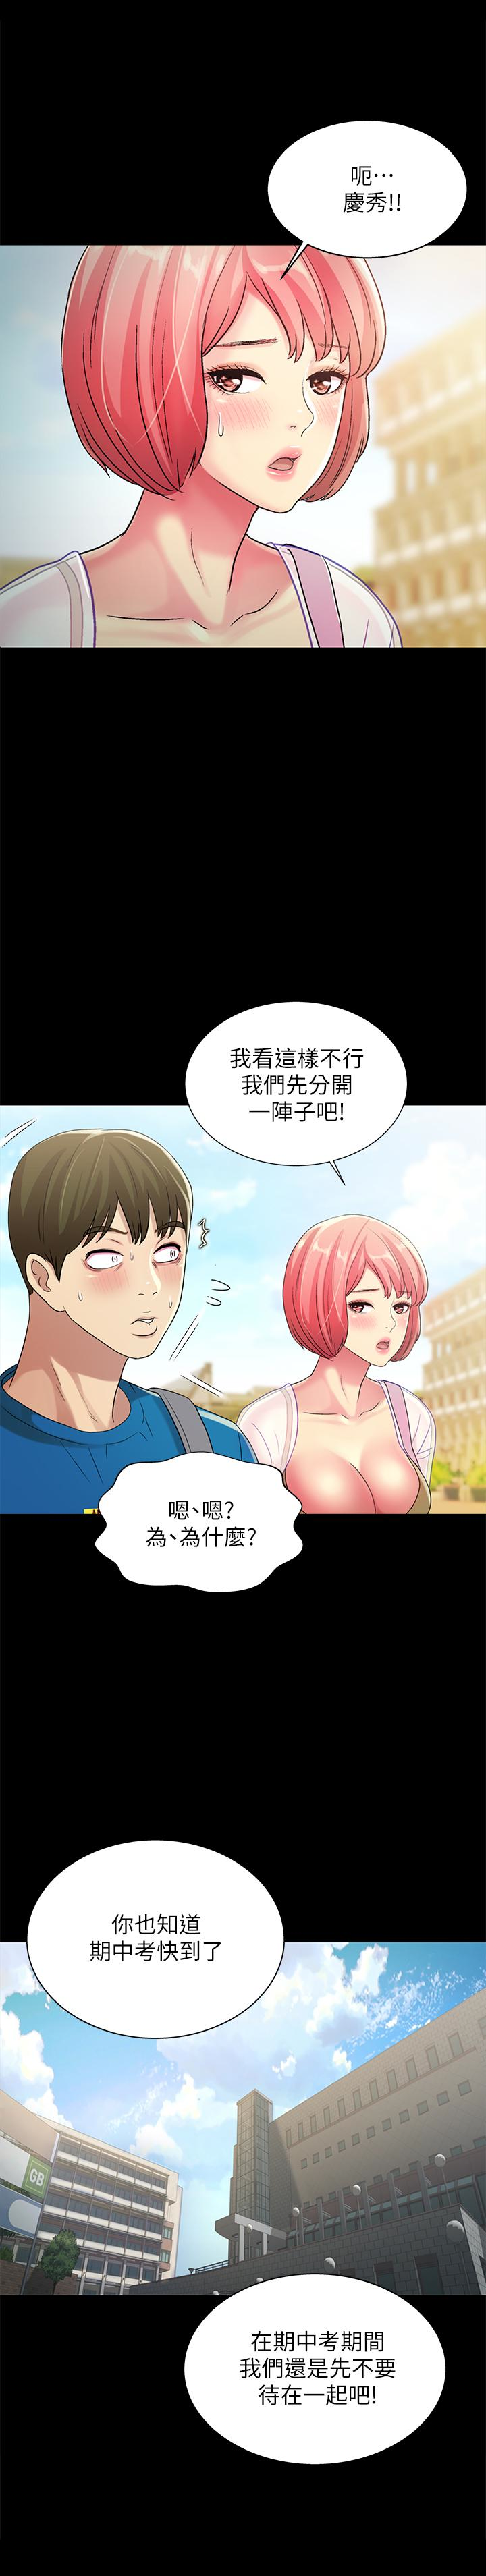 呃⋯
慶秀!!
我看這樣不行
我們先分開
一陣子吧!
嗯、嗯?
為、為什麼?
你也知道
期中考快到了
GB
在期中考期間
我們還是先不要
待在一起吧!